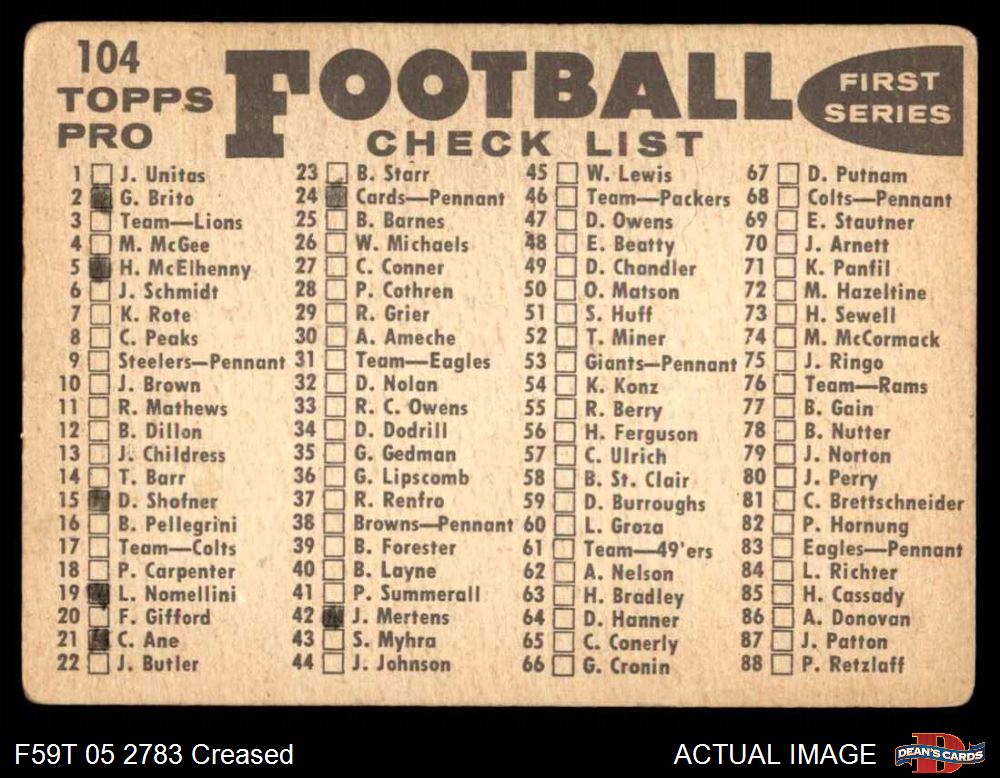 104
TOPPS
PRO
FOOTBALL
CHECK LIST
FIRST
SERIES
1 J. Unitas
2 G. Brito
3 Team—Lions
4 M. McGee
5 H. McElhenny
6 J. Schmidt
7 K. Rote
8 C. Peaks
9 Steelers—Pennant
10 J. Brown
11 R. Mathews
12 B. Dillon
13 J. Childress
14 T. Barr
15 D. Shofner
16 B. Pellegrini
17 Team—Colts
18 P. Carpenter
19 L. Nomellini
20 F. Gifford
21 C. Ane
22 J. Butler
23 B. Starr
24 Cards—Pennant
25 B. Barnes
26 W. Michaels
27 C. Conner
28 P. Cothren
29 R. Grier
30 A. Ameche
31 Team—Eagles
32 D. Nolan
33 R. C. Owens
34 D. Dodrill
35 G. Gedman
36 G. Lipscomb
37 R. Renfro
38 Browns—Pennant
39 B. Forester
40 B. Layne
41 P. Summerall
42 J. Mertens
43 S. Myhra
44 J. Johnson
45 W. Lewis
46 Team—Packers
47 D. Owens
48 E. Beatty
49 D. Chandler
50 O. Matson
51 S. Huff
52 T. Miner
53 Giants—Pennant
54 K. Konz
55 R. Berry
56 H. Ferguson
57 C. Ulrich
58 B. St. Clair
59 D. Burroughs
60 L. Groza
61 Team—49'ers
62 A. Nelson
63 H. Bradley
64 D. Hanner
65 C. Conerly
66 G. Cronin
67 D. Putnam
68 Colts—Pennant
69 E. Stautner
70 J. Arnett
71 K. Panfil
72 M. Hazeltine
73 H. Sewell
74 M. McCormack
75 J. Ringo
76 Team—Rams
77 B. Gain
78 B. Nutter
79 J. Norton
80 J. Perry
81 C. Brettschneider
82 P. Hornung
83 Eagles—Pennant
84 L. Richter
85 H. Cassady
86 A. Donovan
87 J. Patton
88 P. Retzlaff
F59T 05 2783 Creased
ACTUAL IMAGE
DEAN'S CARDS